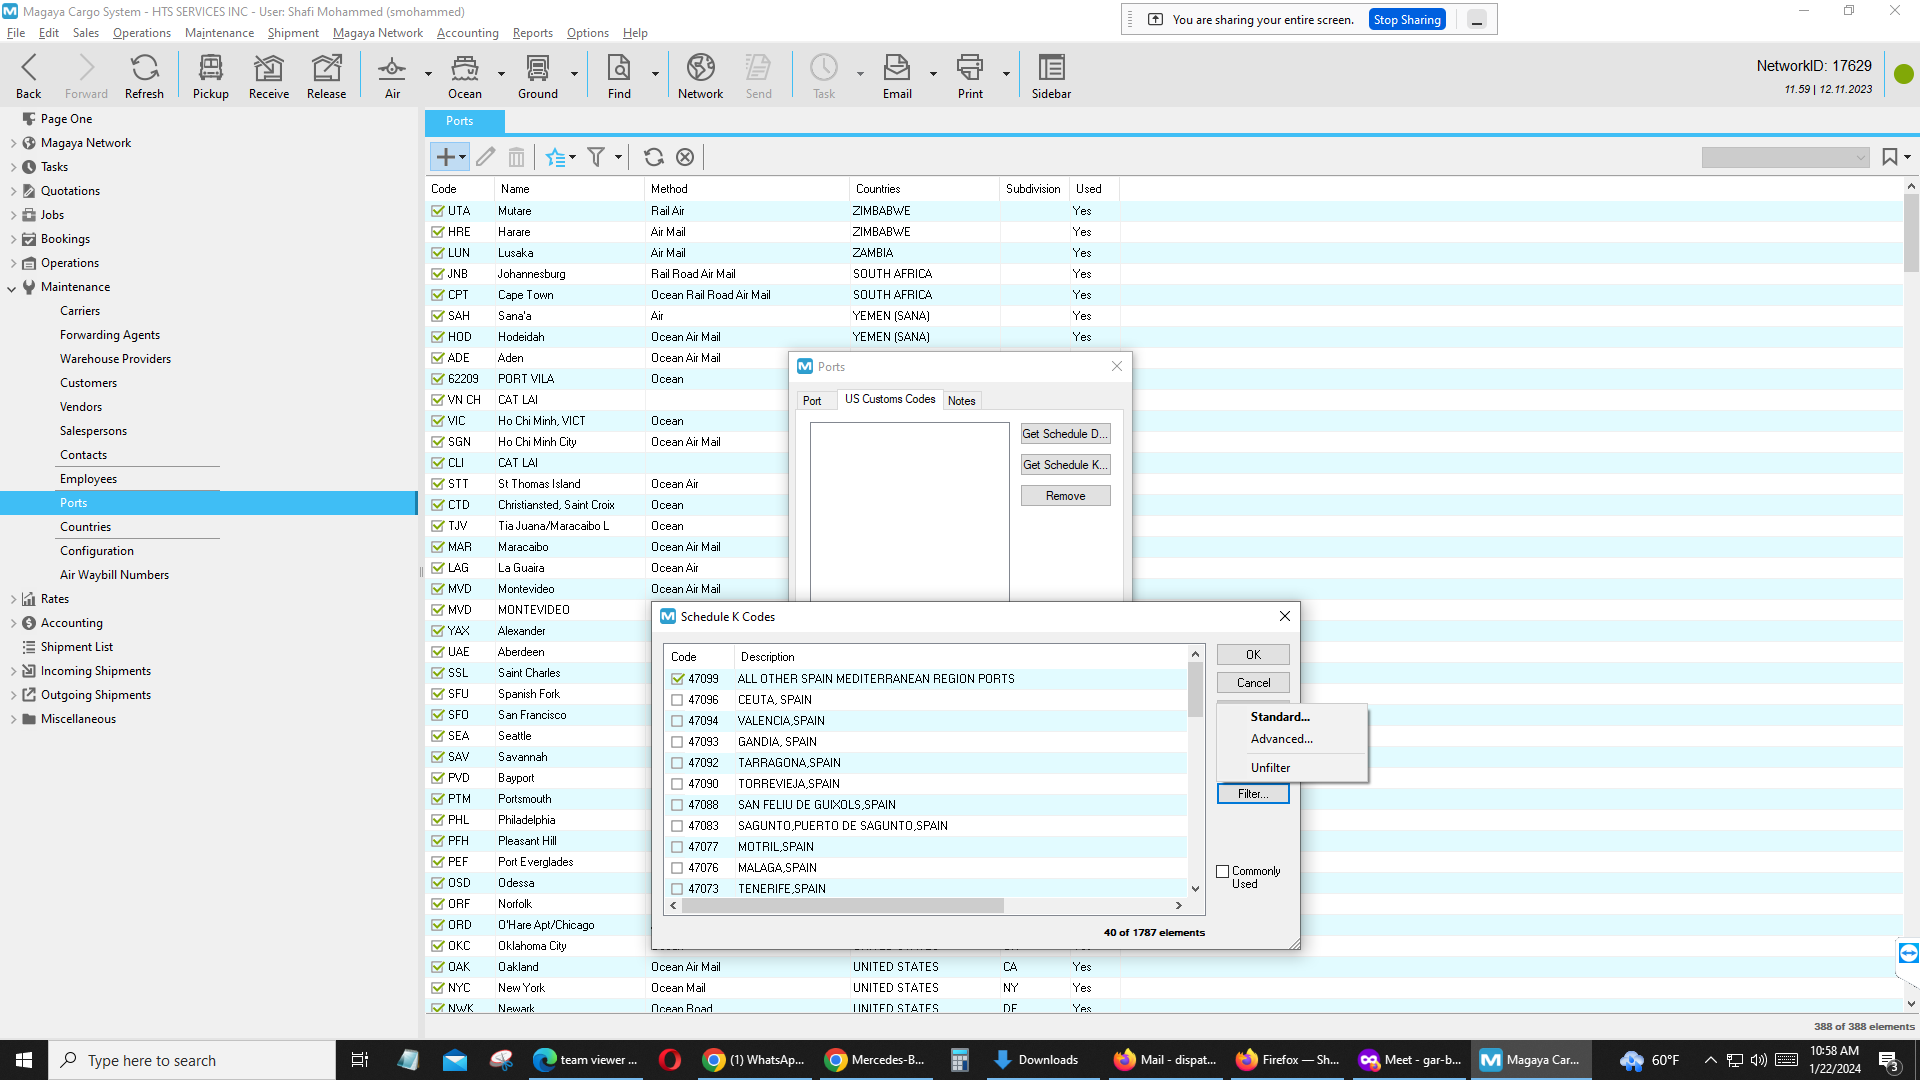 Magaya Cargo System - HTS SERVICES INC - User: Shafi Mohammed (smohammed)
You are sharing your entire screen. Stop Sharing
File Edit Sales Operations Maintenance Shipment Magaya Network Accounting Reports Options Help
Back Forward Refresh Pickup Receive Release Air Ocean Ground Find Network Send Task Email Print Sidebar
NetworkID: 17629
11.59 | 12.11.2023
Page One
Magaya Network
Tasks
Quotations
Jobs
Bookings
Operations
Maintenance
Carriers
Forwarding Agents
Warehouse Providers
Customers
Vendors
Salespersons
Contacts
Employees
Ports
Countries
Configuration
Air Waybill Numbers
Rates
Accounting
Shipment List
Incoming Shipments
Outgoing Shipments
Miscellaneous
Ports
Code Name Method Countries Subdivision Used
UTA Mutare Rail Air ZIMBABWE Yes
HRE Harare Air Mail ZIMBABWE Yes
LUN Lusaka Air Mail ZAMBIA Yes
JNB Johannesburg Rail Road Air Mail SOUTH AFRICA Yes
CPT Cape Town Ocean Rail Road Air Mail SOUTH AFRICA Yes
SAH Sana'a Air YEMEN (SANA) Yes
HOD Hodeidah Ocean Air Mail YEMEN (SANA) Yes
ADE Aden Ocean Air Mail
62209 PORT VILA Ocean
VN CH CAT LAI
VIC Ho Chi Minh, VICT Ocean
SGN Ho Chi Minh City Ocean Air Mail
CLI CAT LAI
STT St Thomas Island Ocean Air
CTD Christiansted, Saint Croix Ocean
TJV Tia Juana/Maracaibo L Ocean
MAR Maracaibo Ocean Air Mail
LAG La Guaira Ocean Air
MVD Montevideo Ocean Air Mail
MVD MONTEVIDEO
YAX Alexander
UAE Aberdeen
SSL Saint Charles
SFU Spanish Fork
SFO San Francisco
SEA Seattle
SAV Savannah
PVD Bayport
PTM Portsmouth
PHL Philadelphia
PFH Pleasant Hill
PEF Port Everglades
OSD Odessa
ORF Norfolk
ORD O'Hare Apt/Chicago
OKC Oklahoma City
OAK Oakland Ocean Air Mail UNITED STATES CA Yes
NYC New York Ocean Mail UNITED STATES NY Yes
NWK Newark Ocean Road UNITED STATES DE Yes
388 of 388 elements
Ports
Port US Customs Codes Notes
Get Schedule D...
Get Schedule K...
Remove
Schedule K Codes
Code Description
47099 ALL OTHER SPAIN MEDITERRANEAN REGION PORTS
47096 CEUTA, SPAIN
47094 VALENCIA,SPAIN
47093 GANDIA, SPAIN
47092 TARRAGONA,SPAIN
47090 TORREVIEJA,SPAIN
47088 SAN FELIU DE GUIXOLS,SPAIN
47083 SAGUNTO,PUERTO DE SAGUNTO,SPAIN
47077 MOTRIL,SPAIN
47076 MALAGA,SPAIN
47073 TENERIFE,SPAIN
OK
Cancel
Standard...
Advanced...
Unfilter
Filter...
Commonly
Used
40 of 1787 elements
Type here to search
team viewer ...
(1) WhatsAp...
Mercedes-B...
Downloads
Mail - dispat...
Firefox — Sh...
Meet - gar-b...
Magaya Car...
60°F
10:58 AM
1/22/2024
3